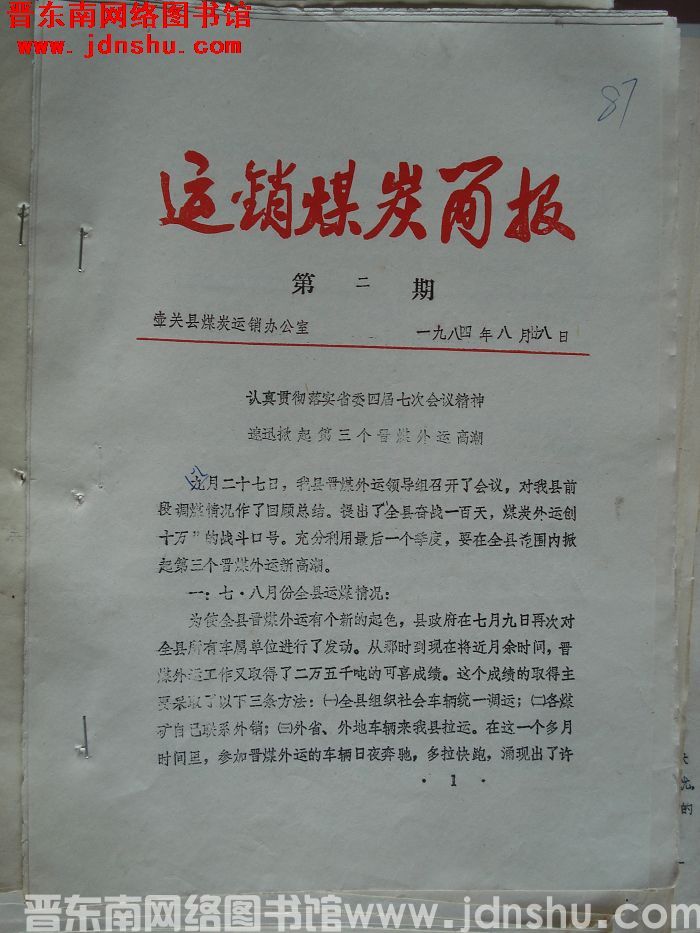 晋东南网络图书馆
www.jdnshu.com
87
运销煤炭简报
第二期
壶关县煤炭运销办公室 一九八四年八月廿八日
认真贯彻落实省委四届七次会议精神
速迅掀起第三个晋煤外运高潮
八月二十七日，我县晋煤外运领导组召开了会议，对我县前
段调煤情况作了回顾总结。提出了“全县奋战一百天，煤炭外运创
十万”的战斗口号。充分利用最后一个季度，要在全县范围内掀
起第三个晋煤外运新高潮。
一：七·八月份全县运煤情况：
为使全县晋煤外运有个新的起色，县政府在七月九日再次对
全县所有车属单位进行了发动。从那时到现在将近月余时间，晋
煤外运工作又取得了二万五千吨的可喜成绩。这个成绩的取得主
要采取了以下三条方法：㈠全县组织社会车辆统一调运；㈡各煤
矿自己联系外销；㈢外省、外地车辆来我县拉运。在这一个多月
时间里，参加晋煤外运的车辆日夜奔驰，多拉快跑，涌现出了许
·1·
的
晋东南网络图书馆www.jdnshu.com